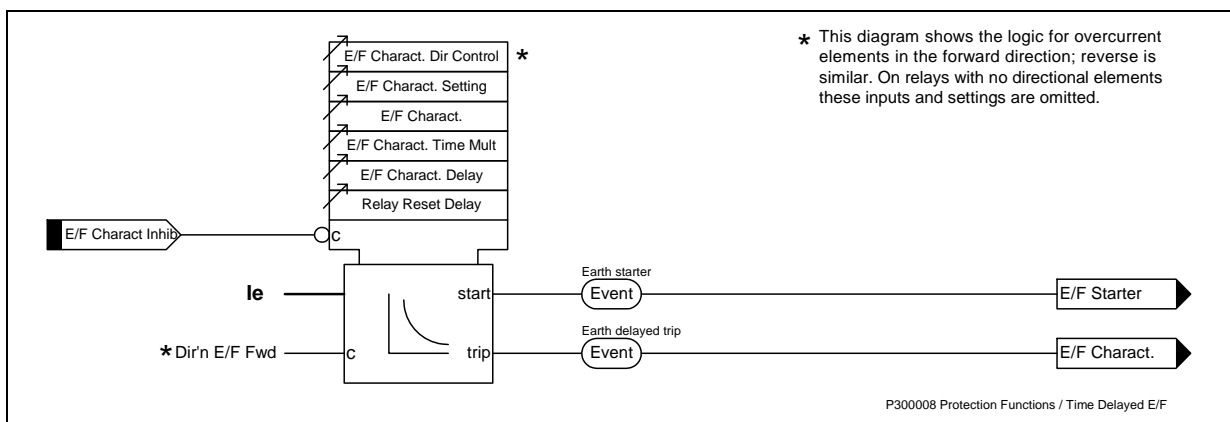 E/F Charact. Dir Control *
E/F Charact. Setting
E/F Charact.
E/F Charact. Time Mult
E/F Charact. Delay
Relay Reset Delay
* This diagram shows the logic for overcurrent
elements in the forward direction; reverse is
similar. On relays with no directional elements
these inputs and settings are omitted.
E/F Charact Inhib
c
Ie
start
Earth starter
Event
E/F Starter
* Dir'n E/F Fwd
c
trip
Earth delayed trip
Event
E/F Charact.
P300008 Protection Functions / Time Delayed E/F